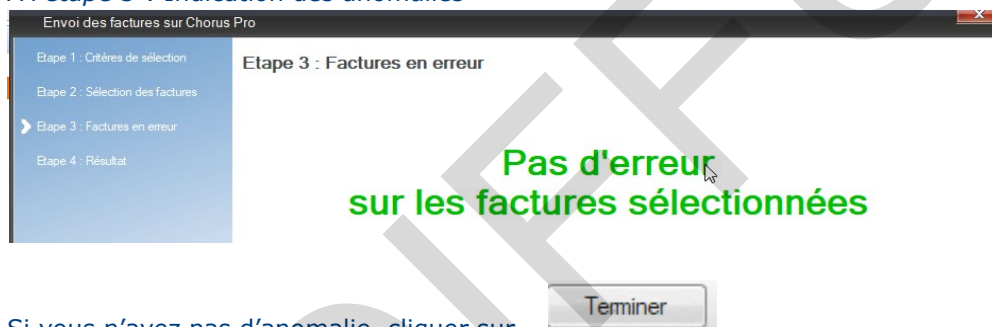 étape 3 : Indication des anomalies
Envoi des factures sur Chorus Pro
Etape 1 : Critères de sélection
Etape 2 : Sélection des factures
Etape 3 : Factures en erreur
Etape 4 : Résultat
Etape 3 : Factures en erreur
Pas d'erreur
sur les factures sélectionnées
Si vous n'avez pas d'anomalie, cliquer sur
Terminer